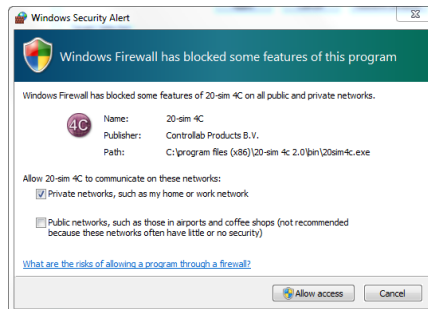 Windows Security Alert
Windows Firewall has blocked some features of this program
Windows Firewall has blocked some features of 20-sim 4C on all public and private networks.
4C
Name: 20-sim 4C
Publisher: Controllab Products B.V.
Path: C:\program files (x86)\20-sim 4c 2.0\bin\20sim4c.exe
Allow 20-sim 4C to communicate on these networks:
Private networks, such as my home or work network
Public networks, such as those in airports and coffee shops (not recommended
because these networks often have little or no security)
What are the risks of allowing a program through a firewall?
Allow access Cancel